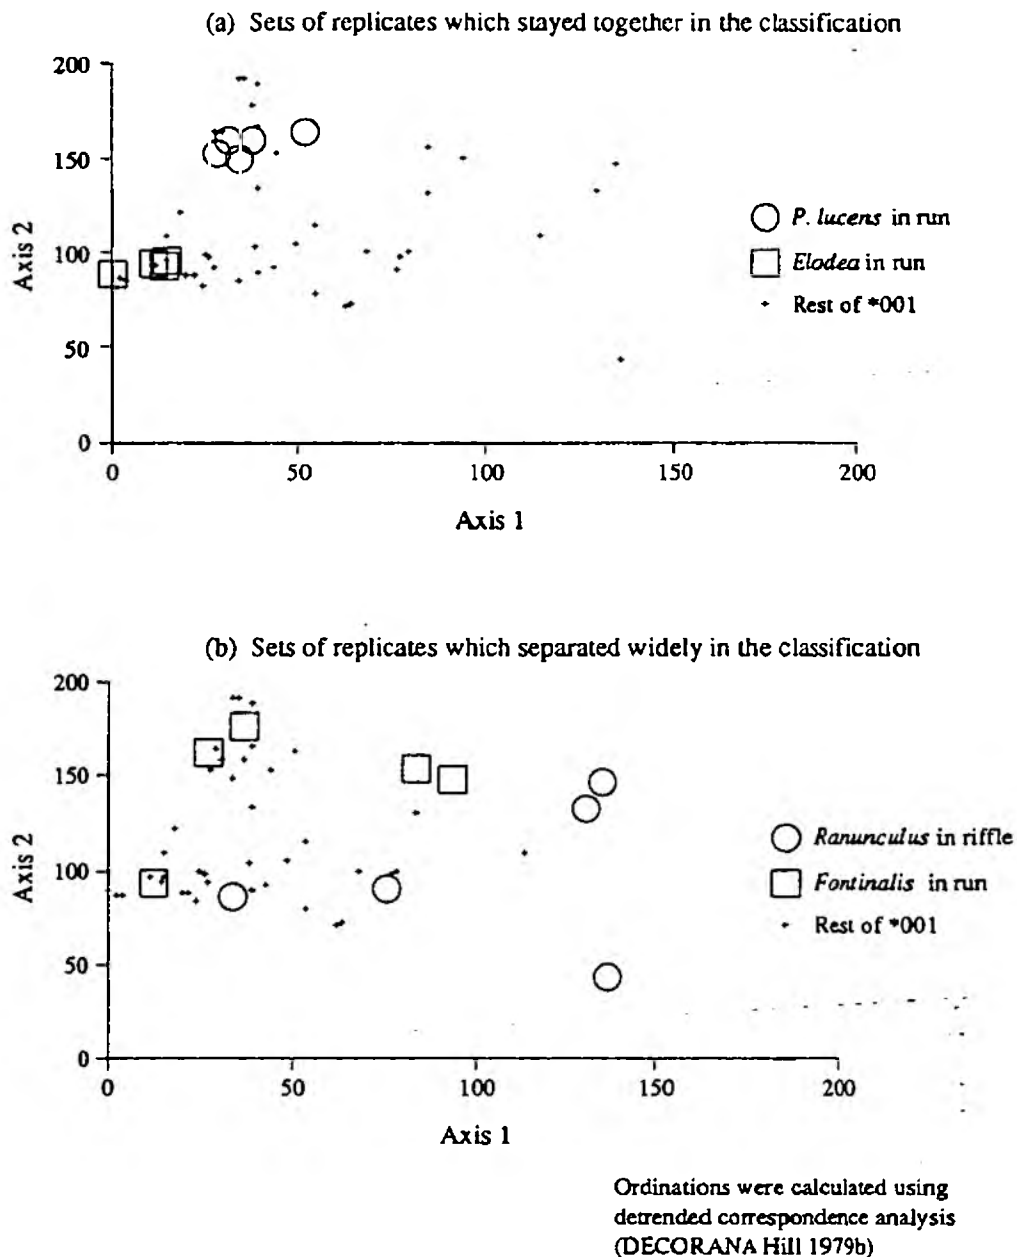 (a) Sets of replicates which stayed together in the classification
200
150
100
50
0
Axis 2
0 50 100 150 200
Axis 1
P. lucens in run
Elodea in run
Rest of *001
(b) Sets of replicates which separated widely in the classification
200
150
100
50
0
Axis 2
0 50 100 150 200
Axis 1
Ranunculus in riffle
Fontinalis in run
Rest of *001
Ordinations were calculated using
detrended correspondence analysis
(DECORANA Hill 1979b)